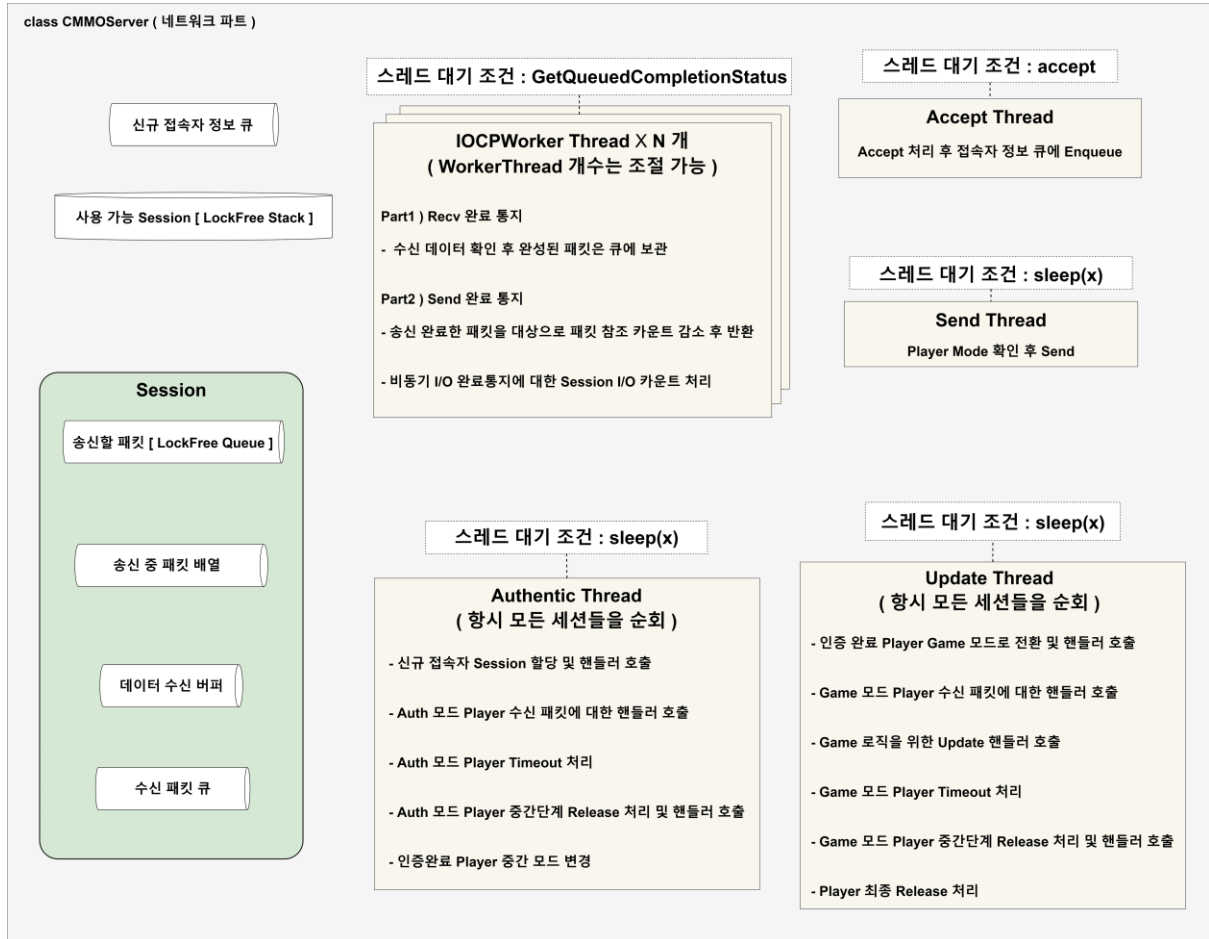 class CMMOServer ( 네트워크 파트 )
신규 접속자 정보 큐
사용 가능 Session [ LockFree Stack ]
스레드 대기 조건 : GetQueuedCompletionStatus
IOCPWorker Thread X N 개
( WorkerThread 개수는 조절 가능 )
Part1 ) Recv 완료 통지
- 수신 데이터 확인 후 완성된 패킷은 큐에 보관
Part2 ) Send 완료 통지
- 송신 완료한 패킷을 대상으로 패킷 참조 카운트 감소 후 반환
- 비동기 I/O 완료통지에 대한 Session I/O 카운트 처리
스레드 대기 조건 : accept
Accept Thread
Accept 처리 후 접속자 정보 큐에 Enqueue
스레드 대기 조건 : sleep(x)
Send Thread
Player Mode 확인 후 Send
Session
송신할 패킷 [ LockFree Queue ]
송신 중 패킷 배열
데이터 수신 버퍼
수신 패킷 큐
스레드 대기 조건 : sleep(x)
Authentic Thread
( 항시 모든 세션들을 순회 )
- 신규 접속자 Session 할당 및 핸들러 호출
- Auth 모드 Player 수신 패킷에 대한 핸들러 호출
- Auth 모드 Player Timeout 처리
- Auth 모드 Player 중간단계 Release 처리 및 핸들러 호출
- 인증완료 Player 중간 모드 변경
스레드 대기 조건 : sleep(x)
Update Thread
( 항시 모든 세션들을 순회 )
- 인증 완료 Player Game 모드로 전환 및 핸들러 호출
- Game 모드 Player 수신 패킷에 대한 핸들러 호출
- Game 로직을 위한 Update 핸들러 호출
- Game 모드 Player Timeout 처리
- Game 모드 Player 중간단계 Release 처리 및 핸들러 호출
- Player 최종 Release 처리